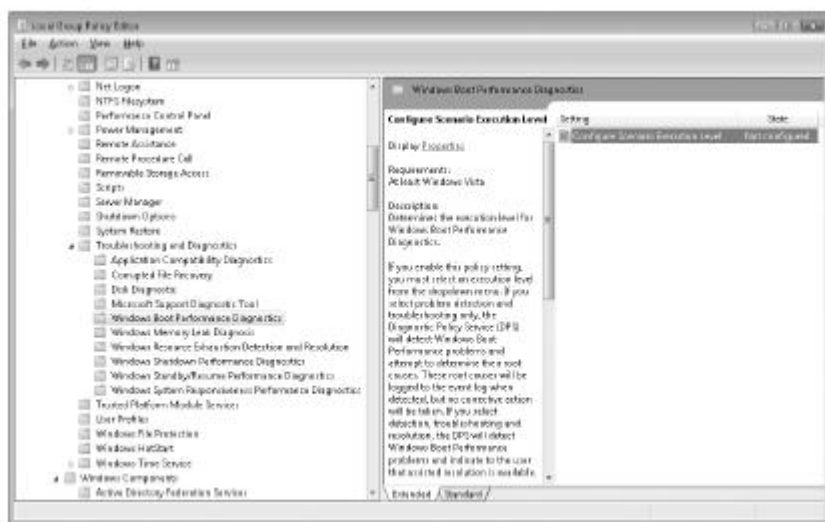 Local Group Policy Editor
File Action View Help
Net Logon
NTFS Filesystem
Performance Control Panel
Power Management
Remote Assistance
Remote Procedure Call
Removable Storage Access
Scripts
Server Manager
Shutdown Options
System Restore
Troubleshooting and Diagnostics
Application Compatibility Diagnostics
Corrupted File Recovery
Disk Diagnostic
Microsoft Support Diagnostic Tool
Windows Boot Performance Diagnostics
Windows Memory Leak Diagnosis
Windows Resource Exhaustion Detection and Resolution
Windows Shutdown Performance Diagnostics
Windows Standby/Resume Performance Diagnostics
Windows System Responsiveness Performance Diagnostics
Trusted Platform Module Services
User Profiles
Windows File Protection
Windows HotStart
Windows Time Service
Windows Components
Active Directory Federation Services
Windows Boot Performance Diagnostics
Configure Scenario Execution Level
Display Properties
Requirements:
At least Windows Vista
Description:
Determines the execution level for
Windows Boot Performance
Diagnostics.
If you enable this policy setting,
you must select an execution level
from the dropdown menu. If you
select problem detection and
troubleshooting only, the
Diagnostic Policy Service (DPS)
will detect Windows Boot
Performance problems and
attempt to determine their root
causes. These root causes will be
logged to the event log when
detected, but no corrective action
will be taken. If you select
detection, troubleshooting and
resolution, the DPS will detect
Windows Boot Performance
problems and indicate to the user
that assisted resolution is available.
Setting State
Configure Scenario Execution Level Not configured
Extended Standard